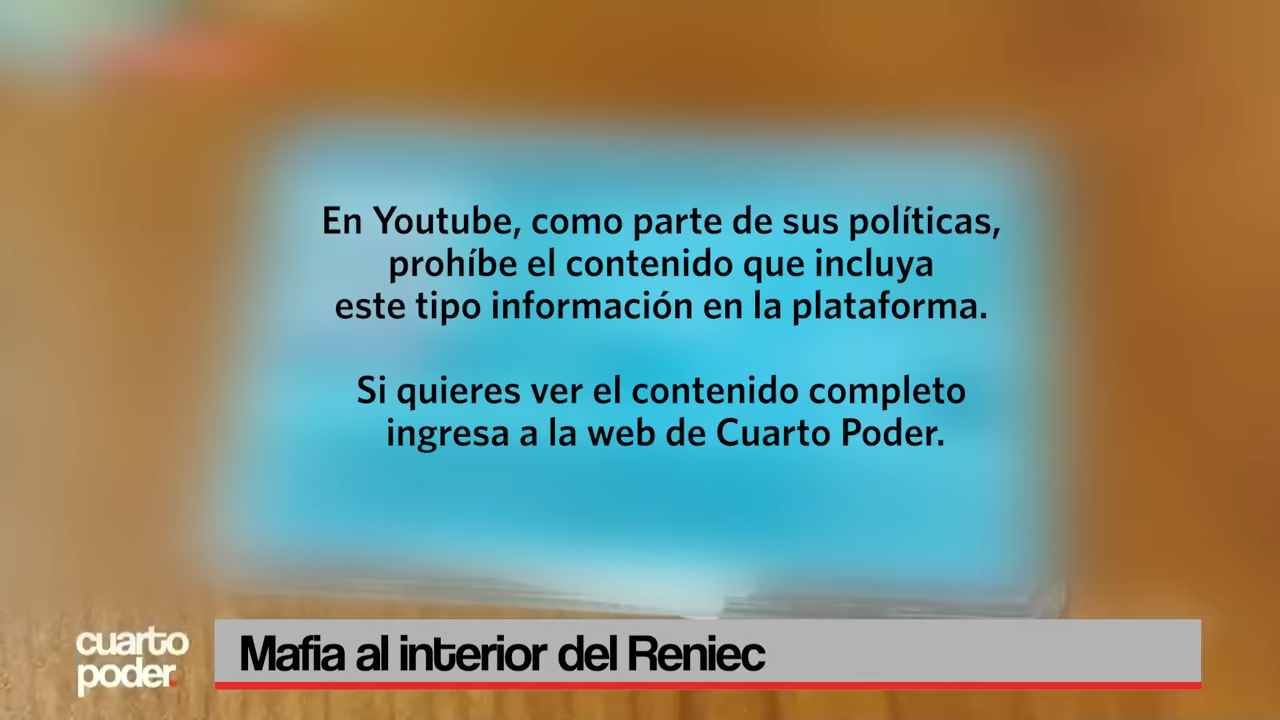 En Youtube, como parte de sus políticas,
prohíbe el contenido que incluya
este tipo información en la plataforma.
Si quieres ver el contenido completo
ingresa a la web de Cuarto Poder.
cuarto
poder.
Mafia al interior del Reniec